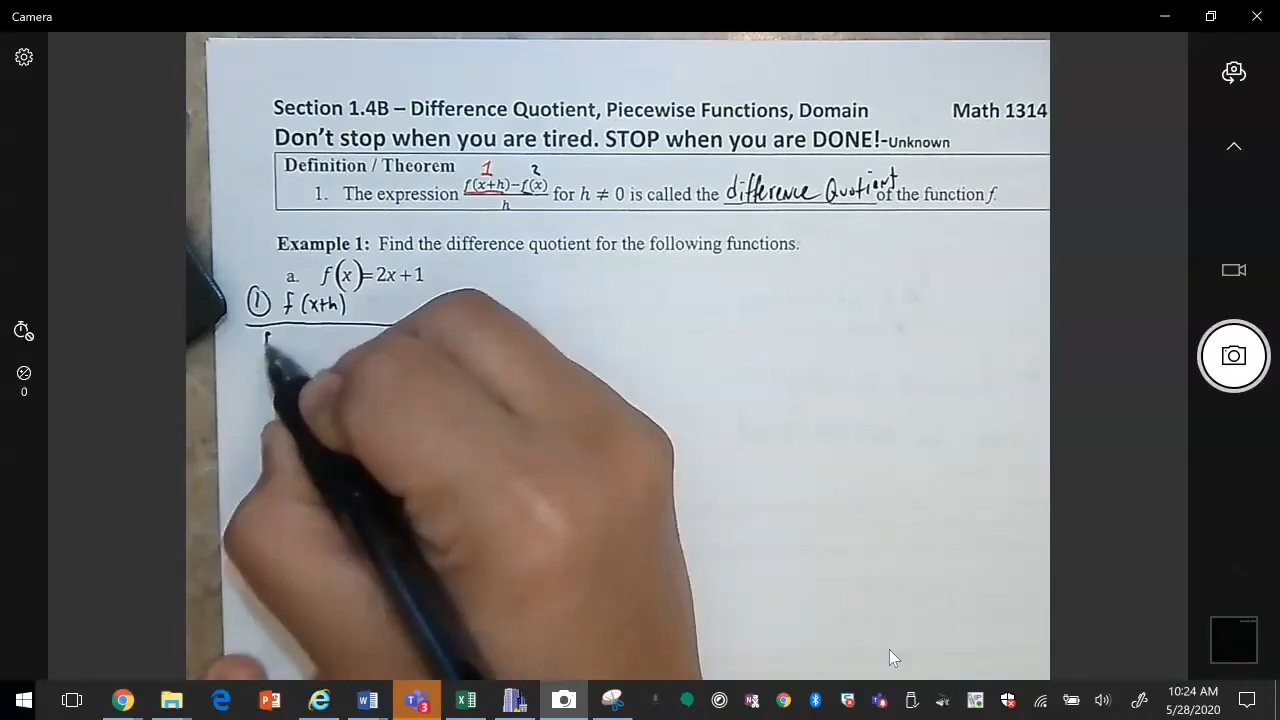 Camera
Section 1.4B – Difference Quotient, Piecewise Functions, Domain Math 1314
Don't stop when you are tired. STOP when you are DONE!-Unknown
Definition / Theorem
1 2
1. The expression f(x+h)−f(x)/h for h ≠ 0 is called the difference Quotient of the function f.
Example 1: Find the difference quotient for the following functions.
a. f(x)=2x+1
① f(x+h)
0
3
10:24 AM
5/28/2020